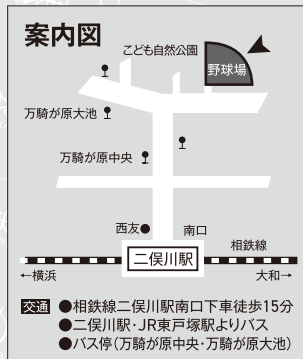 案内図
こども自然公園
野球場
万騎が原大池
万騎が原中央
西友●
南口
二俣川駅
相鉄線
←横浜
大和→
交通 ●相鉄線二俣川駅南口下車徒歩15分
●二俣川駅・JR東戸塚駅よりバス
●バス停(万騎が原中央・万騎が原大池)